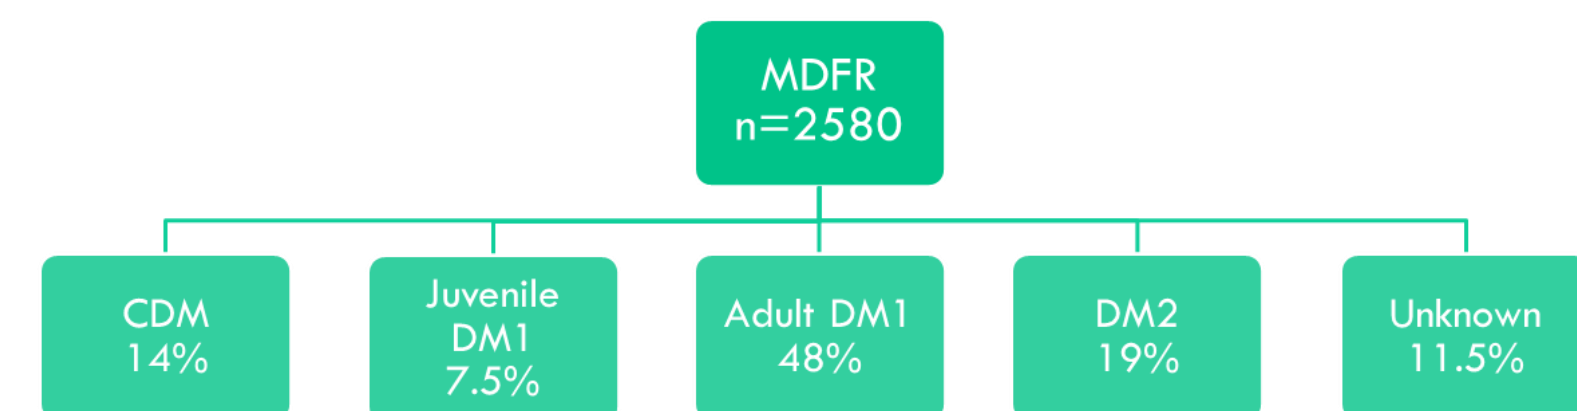 MDFR
n=2580
CDM
14%
Juvenile
DM1
7.5%
Adult DM1
48%
DM2
19%
Unknown
11.5%